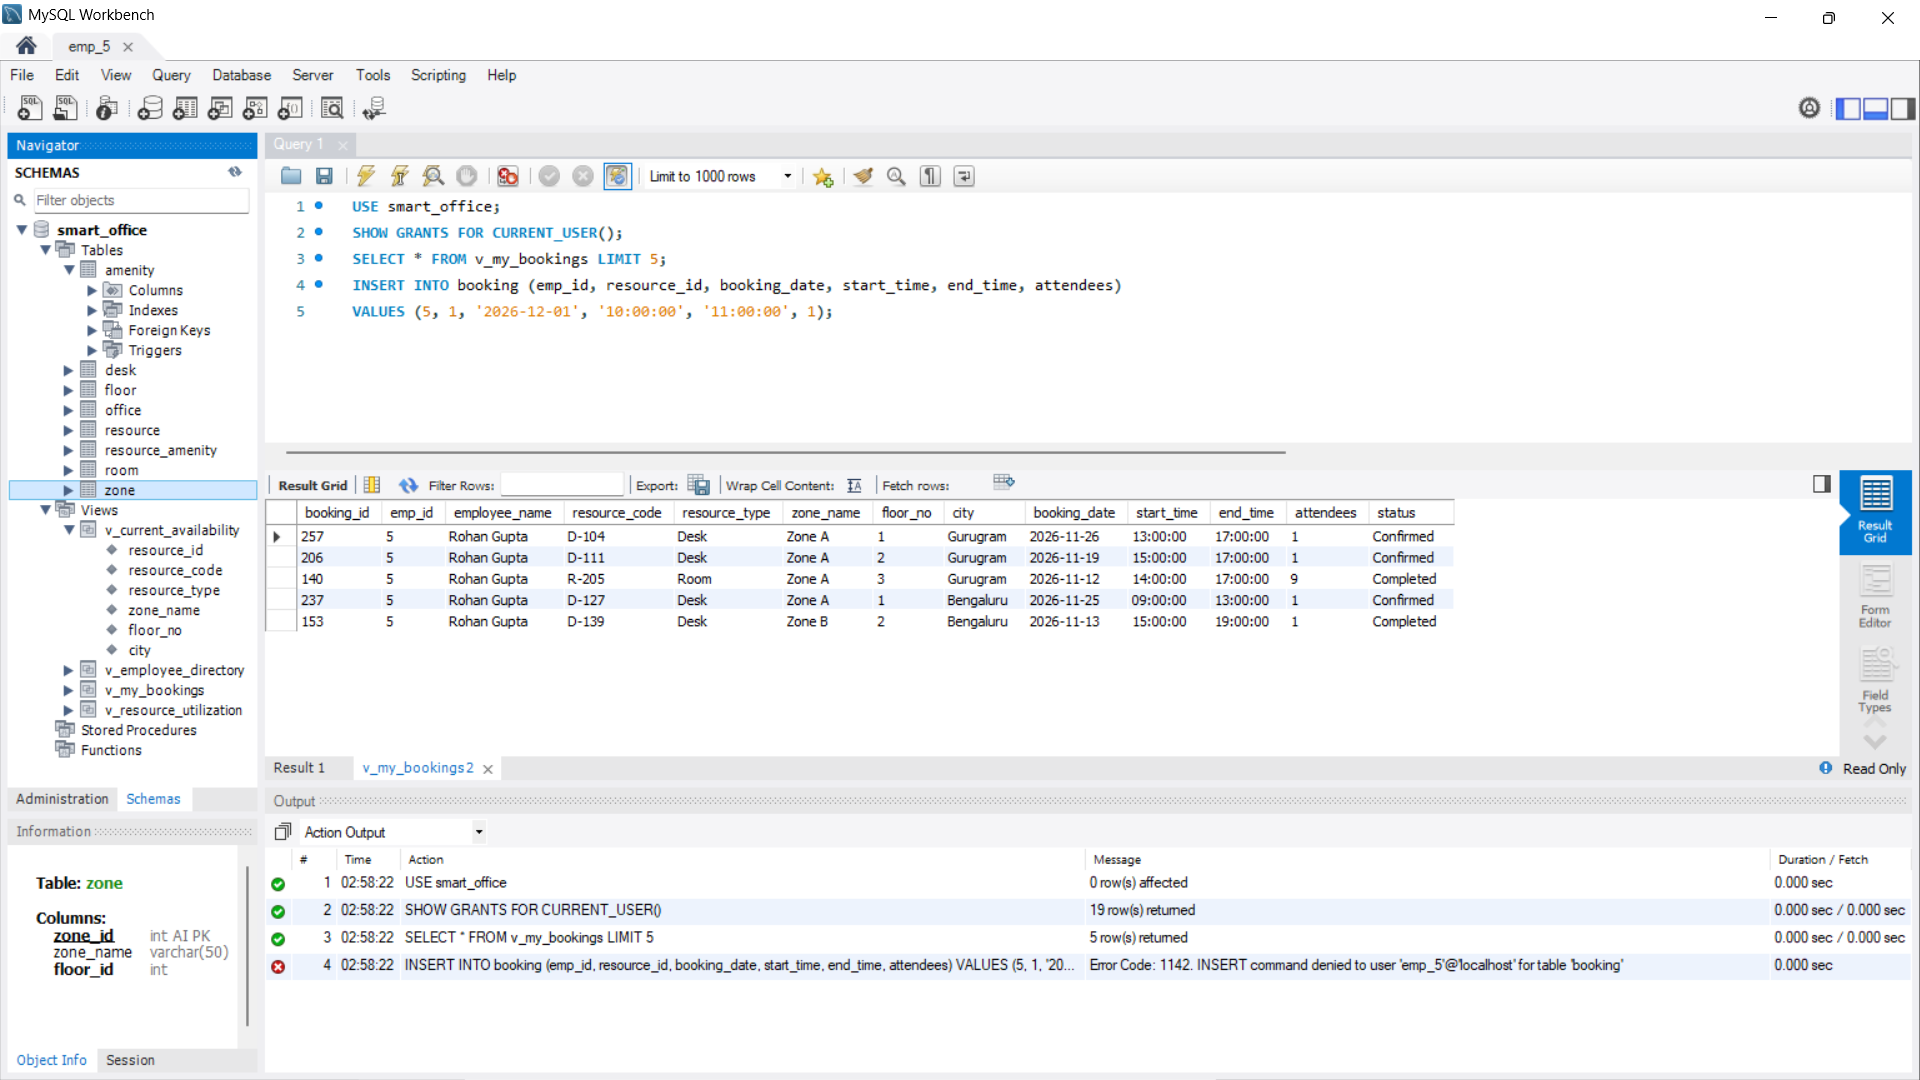 MySQL Workbench
emp_5
File Edit View Query Database Server Tools Scripting Help
Navigator
SCHEMAS
Filter objects
smart_office
Tables
amenity
Columns
Indexes
Foreign Keys
Triggers
desk
floor
office
resource
resource_amenity
room
zone
Views
v_current_availability
resource_id
resource_code
resource_type
zone_name
floor_no
city
v_employee_directory
v_my_bookings
v_resource_utilization
Stored Procedures
Functions
Administration Schemas
Information
Table: zone
Columns:
zone_id int AI PK
zone_name varchar(50)
floor_id int
Object Info Session
Query 1
Limit to 1000 rows
1 USE smart_office;
2 SHOW GRANTS FOR CURRENT_USER();
3 SELECT * FROM v_my_bookings LIMIT 5;
4 INSERT INTO booking (emp_id, resource_id, booking_date, start_time, end_time, attendees)
5 VALUES (5, 1, '2026-12-01', '10:00:00', '11:00:00', 1);
Result Grid Filter Rows: Export: Wrap Cell Content: Fetch rows:
booking_id emp_id employee_name resource_code resource_type zone_name floor_no city booking_date start_time end_time attendees status
257 5 Rohan Gupta D-104 Desk Zone A 1 Gurugram 2026-11-26 13:00:00 17:00:00 1 Confirmed
206 5 Rohan Gupta D-111 Desk Zone A 2 Gurugram 2026-11-19 15:00:00 17:00:00 1 Confirmed
140 5 Rohan Gupta R-205 Room Zone A 3 Gurugram 2026-11-12 14:00:00 17:00:00 9 Completed
237 5 Rohan Gupta D-127 Desk Zone A 1 Bengaluru 2026-11-25 09:00:00 13:00:00 1 Confirmed
153 5 Rohan Gupta D-139 Desk Zone B 2 Bengaluru 2026-11-13 15:00:00 19:00:00 1 Completed
Result
Grid
Form
Editor
Field
Types
Result 1 v_my_bookings2 Read Only
Output
Action Output
# Time Action Message Duration / Fetch
1 02:58:22 USE smart_office 0 row(s) affected 0.000 sec
2 02:58:22 SHOW GRANTS FOR CURRENT_USER() 19 row(s) returned 0.000 sec / 0.000 sec
3 02:58:22 SELECT * FROM v_my_bookings LIMIT 5 5 row(s) returned 0.000 sec / 0.000 sec
4 02:58:22 INSERT INTO booking (emp_id, resource_id, booking_date, start_time, end_time, attendees) VALUES (5, 1, '20... Error Code: 1142. INSERT command denied to user 'emp_5'@'localhost' for table 'booking' 0.000 sec